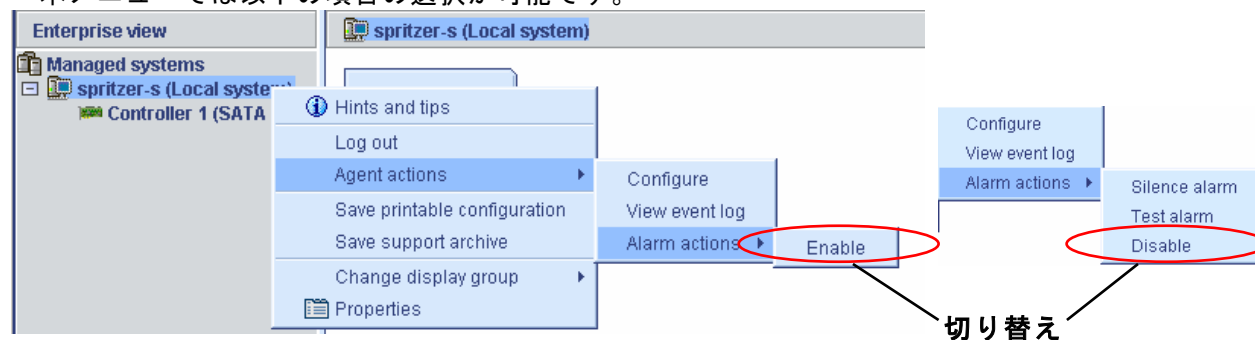 Enterprise view
spritzer-s (Local system)
Managed systems
spritzer-s (Local
Controller 1 (SATA
Hints and tips
Log out
Agent actions
Save printable configuration
Save support archive
Change display group
Properties
Configure
View event log
Alarm actions
Enable
Configure
View event log
Alarm actions
Silence alarm
Test alarm
Disable
切り替え